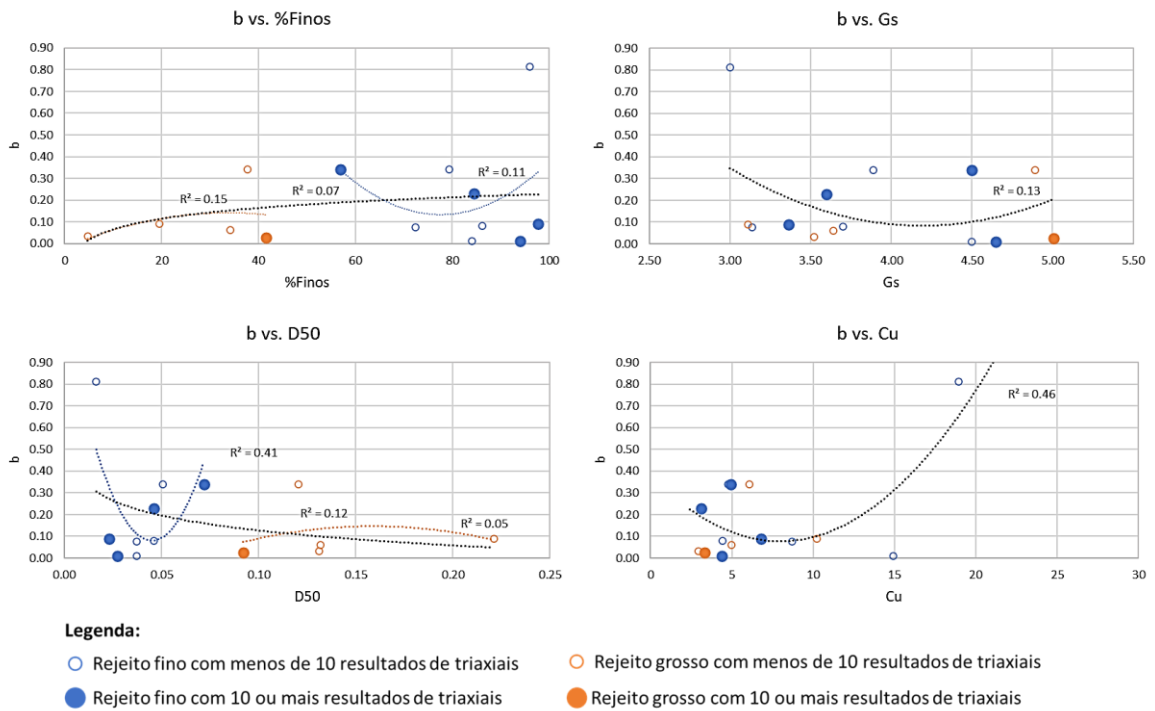 b vs. %Finos
0.90
0.80
0.70
0.60
0.50
0.40
0.30
0.20
0.10
0.00
b
R² = 0.15
R² = 0.07
R² = 0.11
0 20 40 60 80 100
%Finos
b vs. Gs
0.90
0.80
0.70
0.60
0.50
0.40
0.30
0.20
0.10
0.00
b
R² = 0.13
2.50 3.00 3.50 4.00 4.50 5.00 5.50
Gs
b vs. D50
0.90
0.80
0.70
0.60
0.50
0.40
0.30
0.20
0.10
0.00
b
R² = 0.41
R² = 0.12
R² = 0.05
0.00 0.05 0.10 0.15 0.20 0.25
D50
b vs. Cu
0.90
0.80
0.70
0.60
0.50
0.40
0.30
0.20
0.10
0.00
b
R² = 0.46
0 5 10 15 20 25 30
Cu
Legenda:
Rejeito fino com menos de 10 resultados de triaxiais
Rejeito grosso com menos de 10 resultados de triaxiais
Rejeito fino com 10 ou mais resultados de triaxiais
Rejeito grosso com 10 ou mais resultados de triaxiais